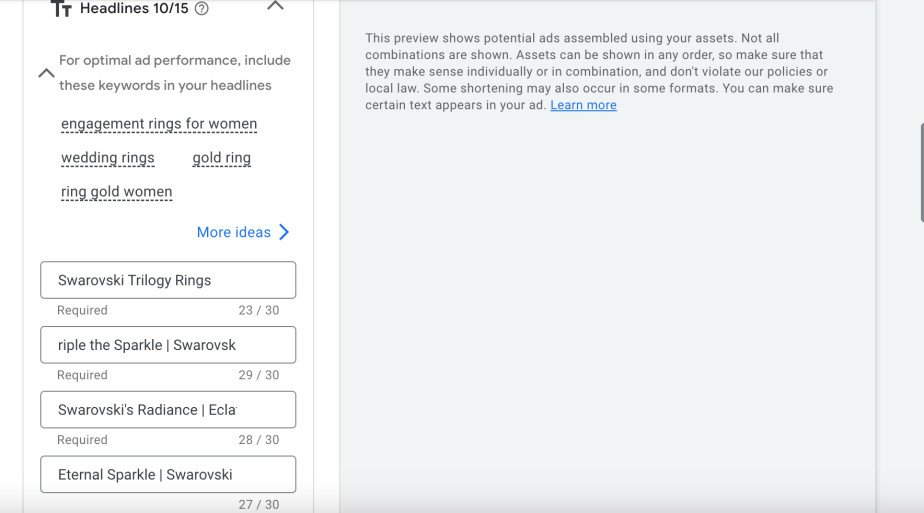 Headlines 10/15
For optimal ad performance, include
these keywords in your headlines
engagement rings for women
wedding rings
gold ring
ring gold women
More ideas
Swarovski Trilogy Rings
Required
23 / 30
riple the Sparkle | Swarovsk
Required
29 / 30
Swarovski's Radiance | Ecla
Required
28 / 30
Eternal Sparkle | Swarovski
27 / 30
This preview shows potential ads assembled using your assets. Not all
combinations are shown. Assets can be shown in any order, so make sure that
they make sense individually or in combination, and don't violate our policies or
local law. Some shortening may also occur in some formats. You can make sure
certain text appears in your ad. Learn more